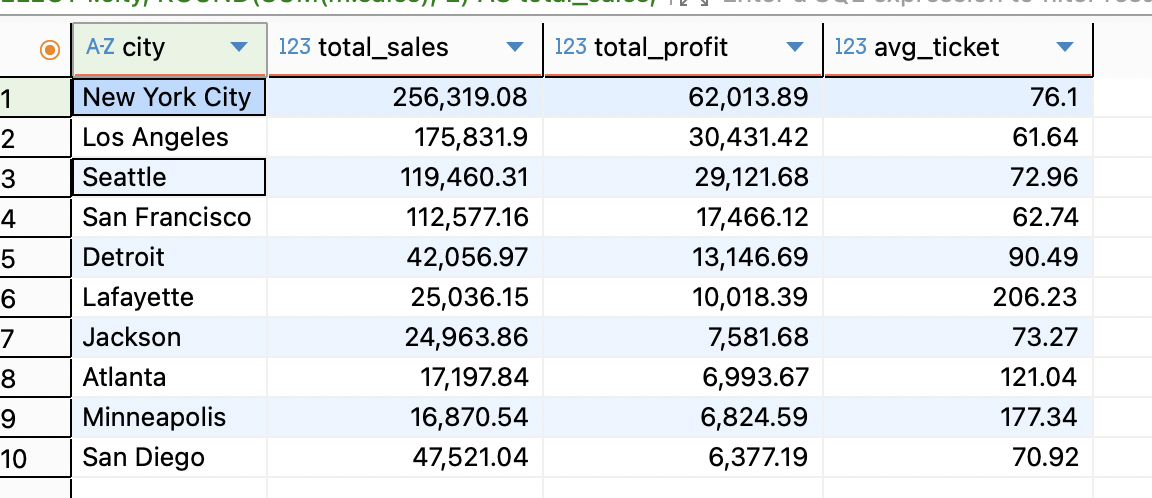 city 123 total_sales 123 total_profit 123 avg_ticket
1 New York City 256,319.08 62,013.89 76.1
2 Los Angeles 175,831.9 30,431.42 61.64
3 Seattle 119,460.31 29,121.68 72.96
4 San Francisco 112,577.16 17,466.12 62.74
5 Detroit 42,056.97 13,146.69 90.49
6 Lafayette 25,036.15 10,018.39 206.23
7 Jackson 24,963.86 7,581.68 73.27
8 Atlanta 17,197.84 6,993.67 121.04
9 Minneapolis 16,870.54 6,824.59 177.34
10 San Diego 47,521.04 6,377.19 70.92